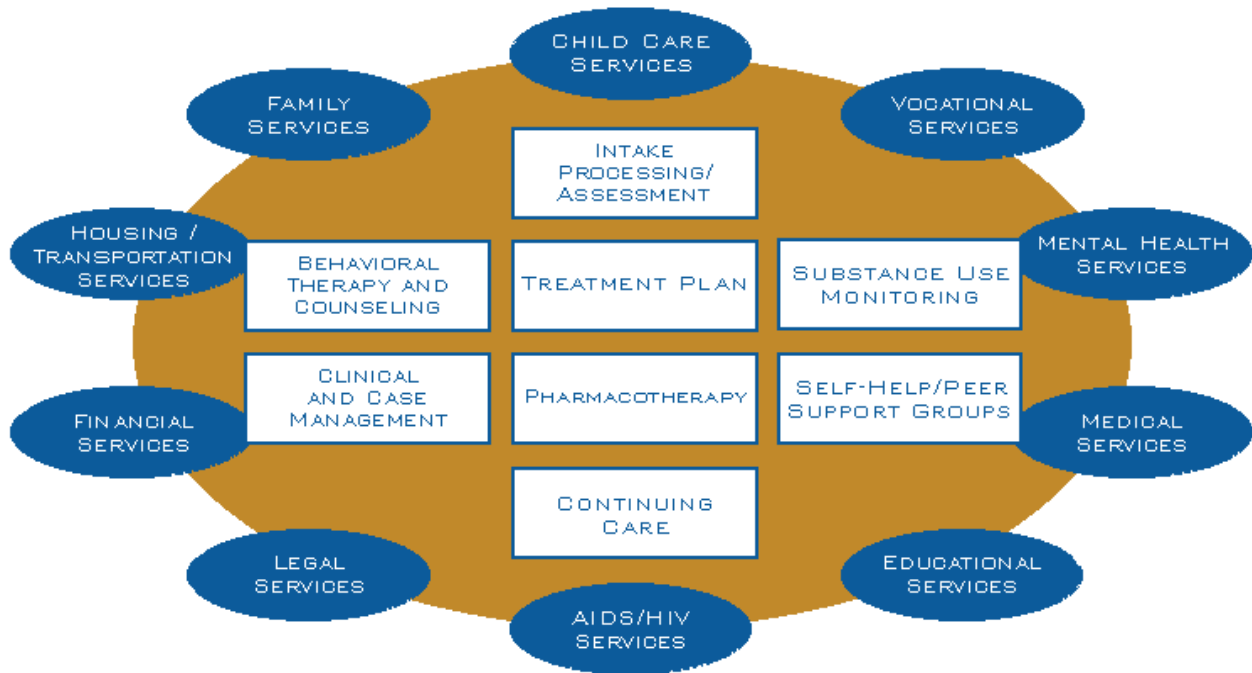 Child Care
Services
Family
Services
Vocational
Services
Intake
Processing/
Assessment
Housing /
Transportation
Services
Behavioral
Therapy and
Counseling
Treatment Plan
Substance Use
Monitoring
Mental Health
Services
Financial
Services
Clinical
and Case
Management
Pharmacotherapy
Self-Help/Peer
Support Groups
Medical
Services
Continuing
Care
Legal
Services
AIDS/HIV
Services
Educational
Services